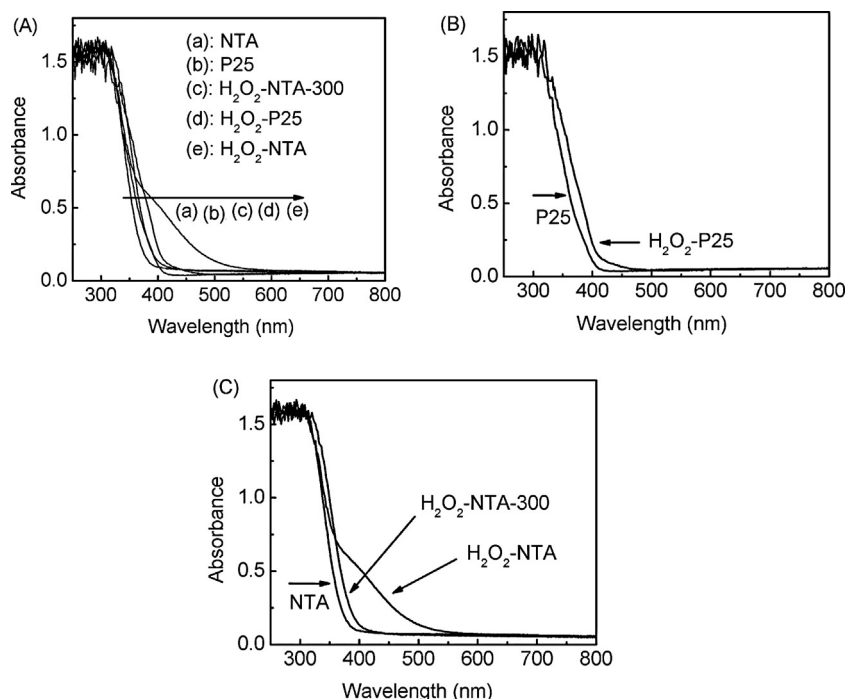 (A)
(a): NTA
(b): P25
(c): H₂O₂-NTA-300
(d): H₂O₂-P25
(e): H₂O₂-NTA
(a) (b) (c) (d) (e)
Absorbance
1.5
1.0
0.5
0.0
300 400 500 600 700 800
Wavelength (nm)
(B)
P25
H₂O₂-P25
Absorbance
1.5
1.0
0.5
0.0
300 400 500 600 700 800
Wavelength (nm)
(C)
H₂O₂-NTA-300
H₂O₂-NTA
NTA
Absorbance
1.5
1.0
0.5
0.0
300 400 500 600 700 800
Wavelength (nm)